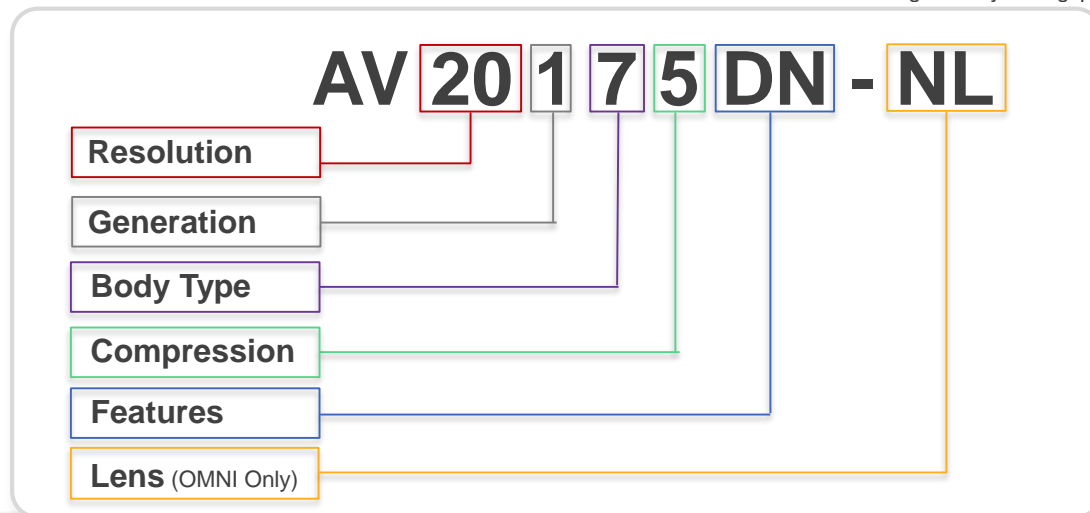 AV 20 1 7 5 DN - NL
Resolution
Generation
Body Type
Compression
Features
Lens (OMNI Only)